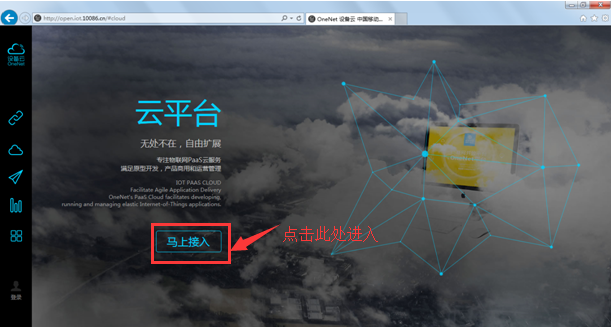 http://open.iot.10086.cn/#cloud
OneNet 设备云 中国移动...
设备云
OneNet
云平台
无处不在，自由扩展
专注物联网PaaS云服务
满足原型开发，产品商用和运营管理
IOT PAAS CLOUD
Facilitate Agile Application Delivery
OneNet's PaaS Cloud facilitates developing,
running and managing elastic Internet-of-Things applications.
马上接入
点击此处进入
登录